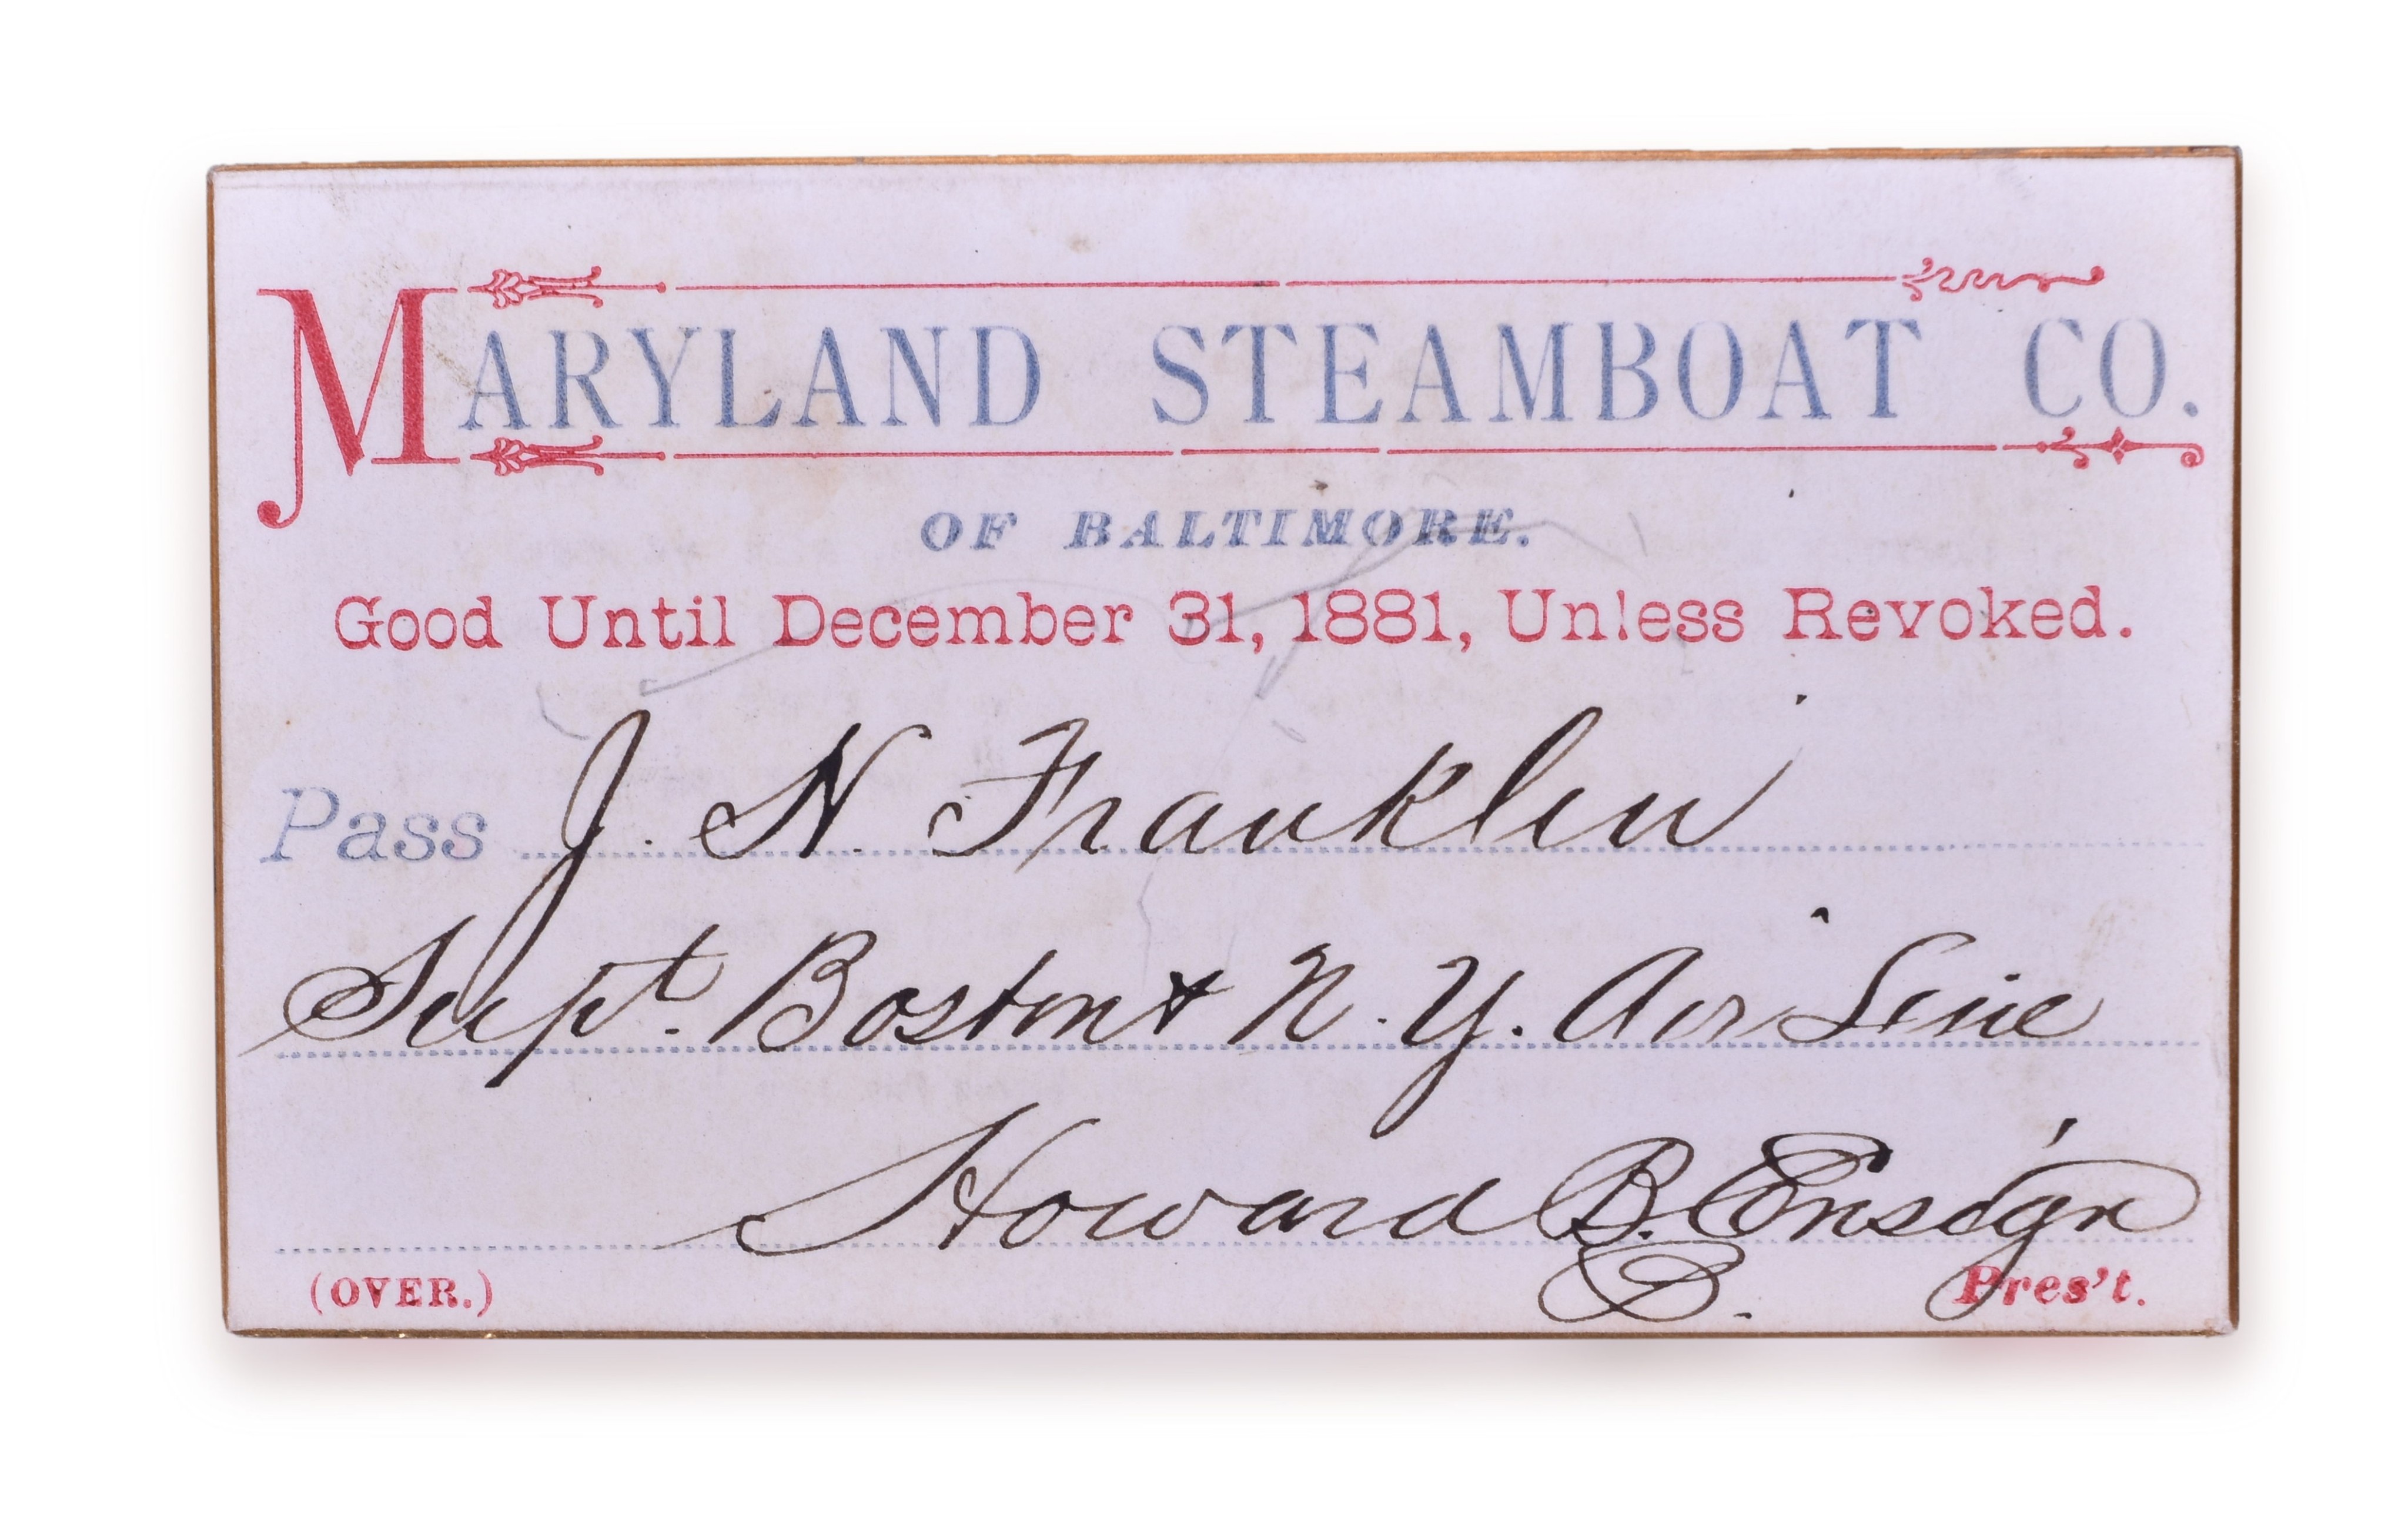 MARYLAND STEAMBOAT CO.
OF BALTIMORE.
Good Until December 31, 1881, Unless Revoked.
Pass J. N. Franklin
Supt. Boston & N. Y. Air Line
Howard B. Ensign
(OVER.) Pres't.